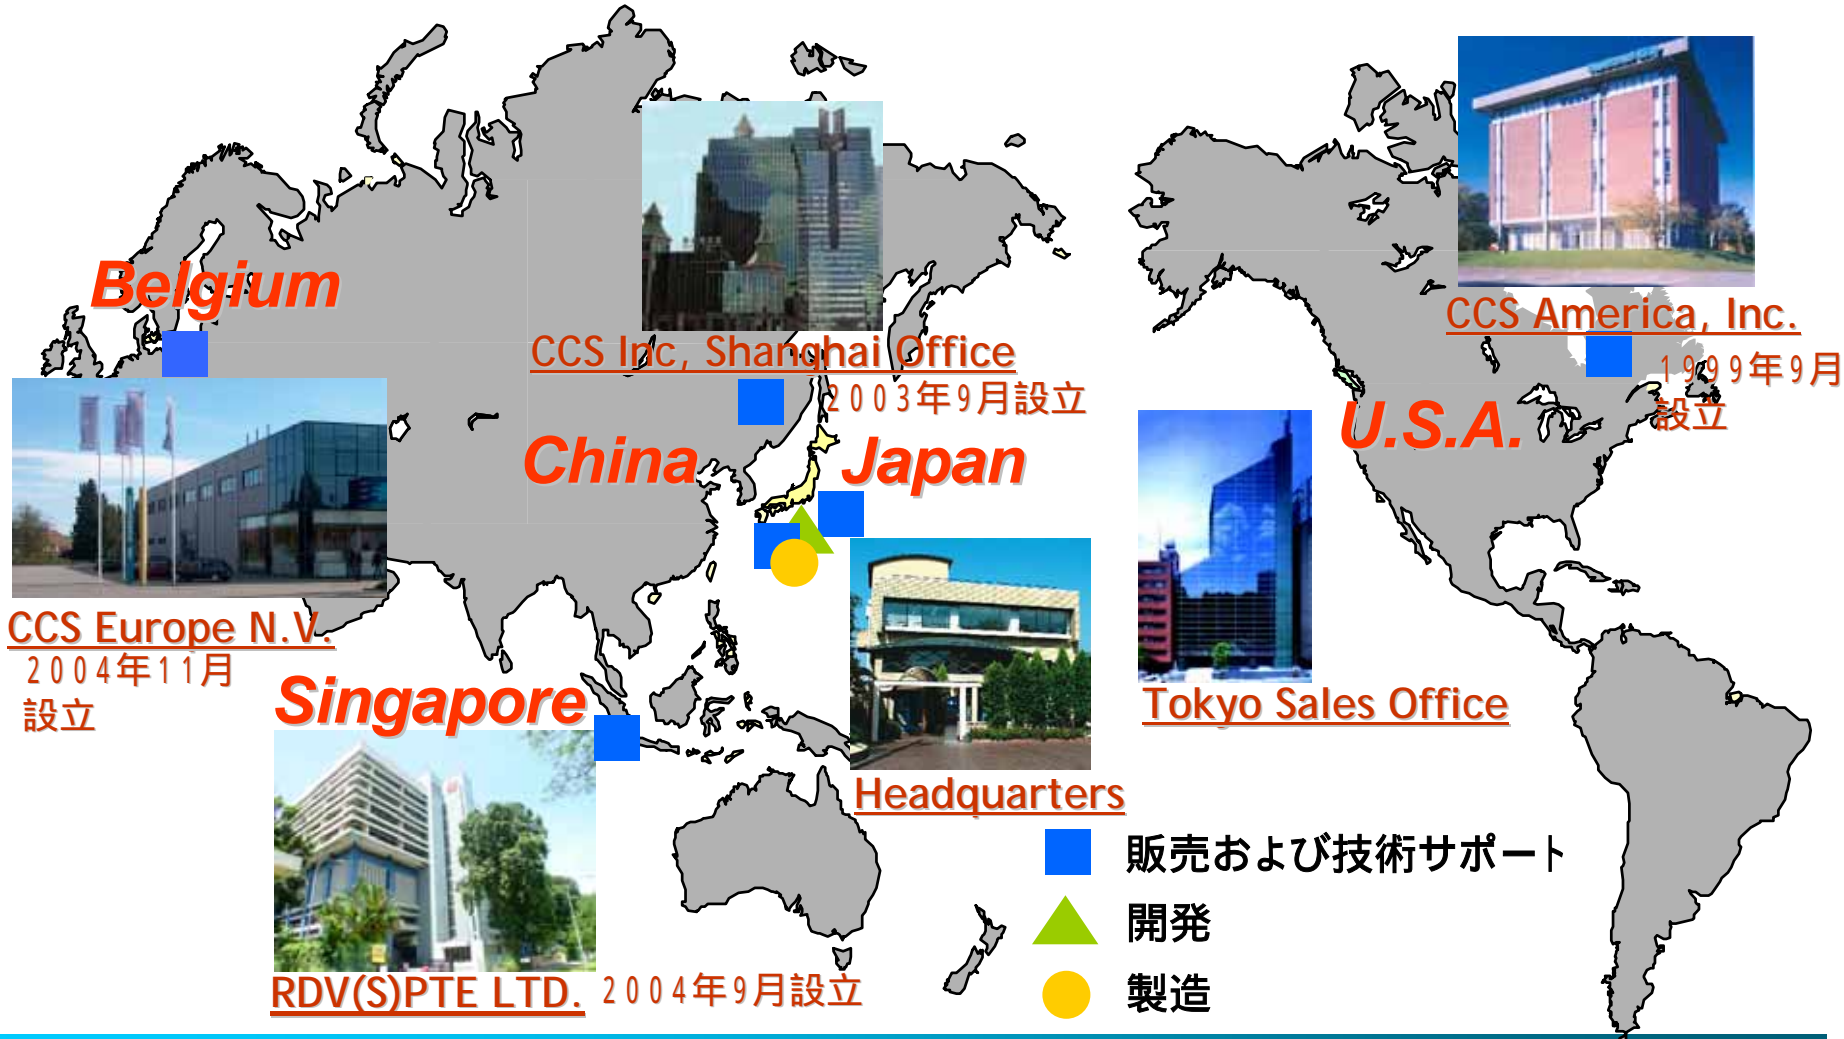 Belgium
CCS Inc, Shanghai Office
2003年9月設立
CCS America, Inc.
1999年9月
設立
U.S.A.
China
Japan
CCS Europe N.V.
2004年11月
設立
Singapore
Tokyo Sales Office
Headquarters
RDV(S)PTE LTD.
2004年9月設立
販売および技術サポート
開発
製造